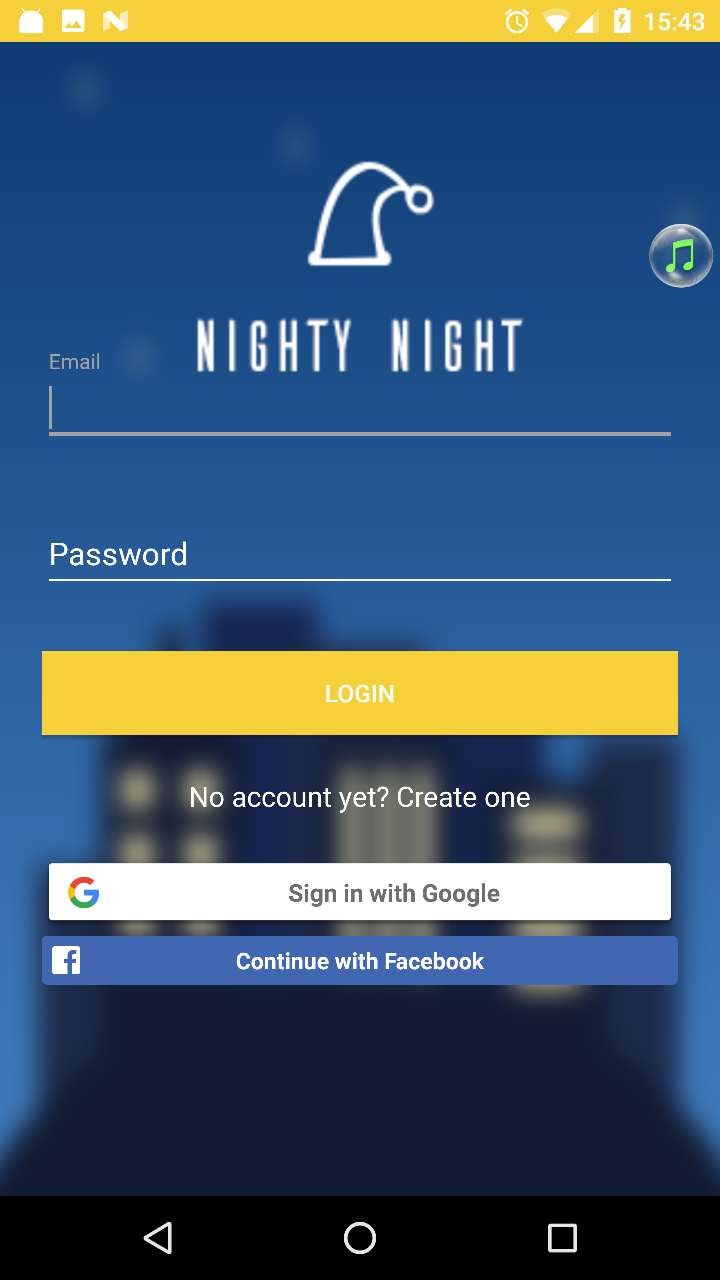 15:43
NIGHTY NIGHT
Email
Password
LOGIN
No account yet? Create one
Sign in with Google
Continue with Facebook